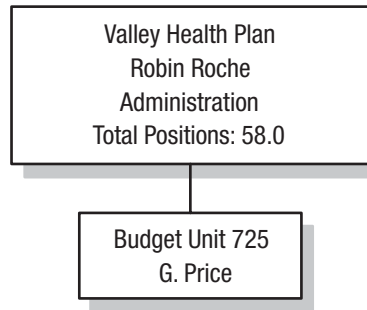 Valley Health Plan
Robin Roche
Administration
Total Positions: 58.0
Budget Unit 725
G. Price